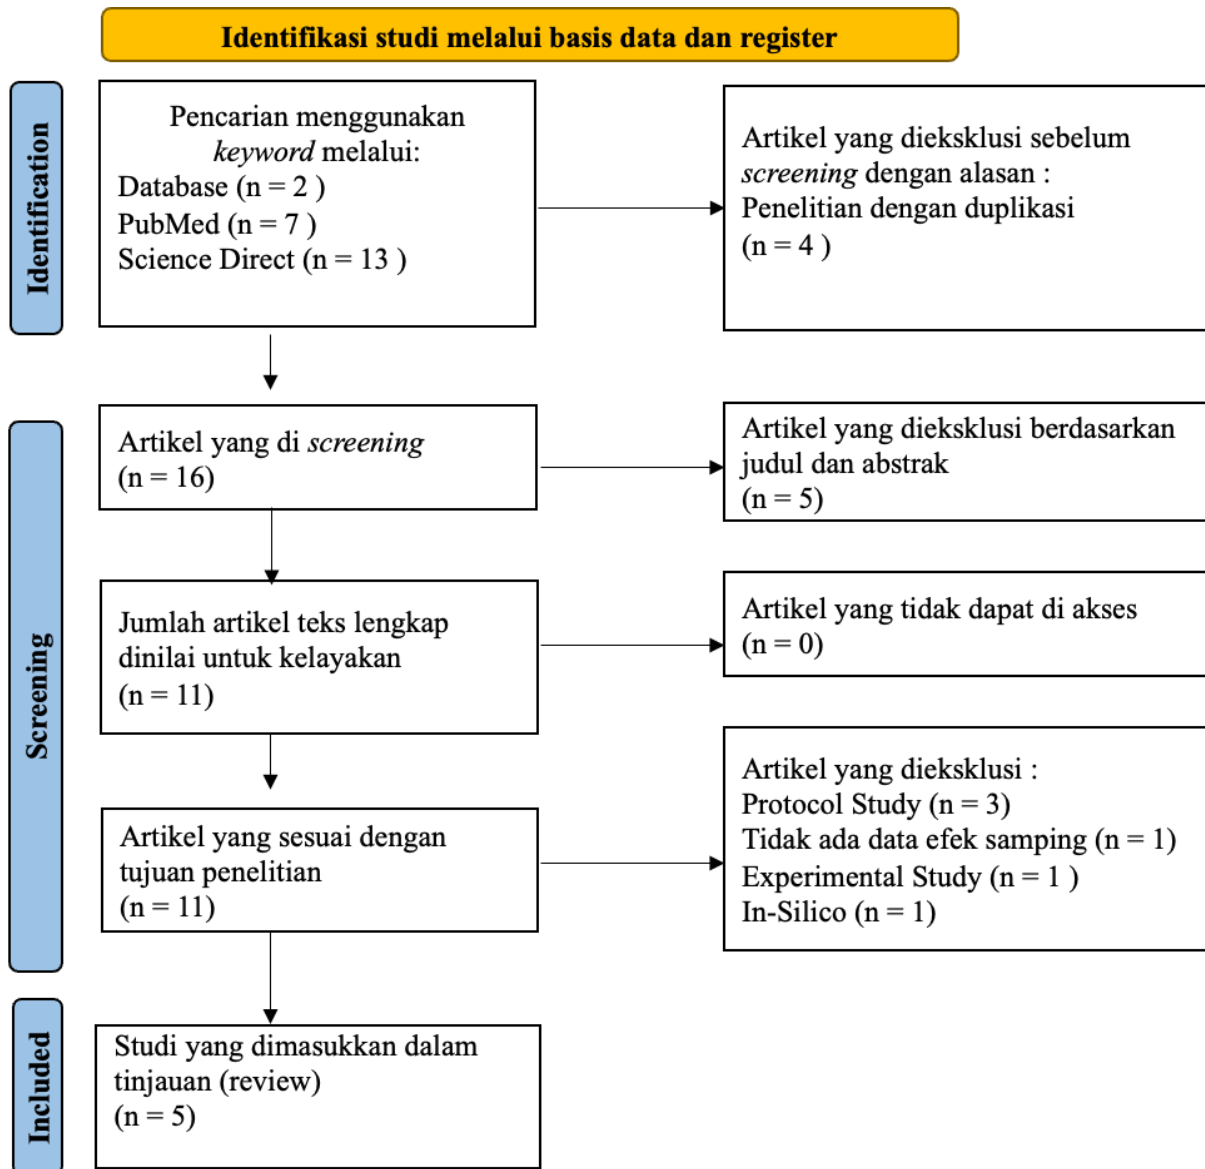 Identifikasi studi melalui basis data dan register
Identification
Pencarian menggunakan
keyword melalui:
Database (n = 2 )
PubMed (n = 7 )
Science Direct (n = 13 )
Artikel yang dieksklusi sebelum
screening dengan alasan :
Penelitian dengan duplikasi
(n = 4 )
Screening
Artikel yang di screening
(n = 16)
Artikel yang dieksklusi berdasarkan
judul dan abstrak
(n = 5)
Jumlah artikel teks lengkap
dinilai untuk kelayakan
(n = 11)
Artikel yang tidak dapat di akses
(n = 0)
Artikel yang sesuai dengan
tujuan penelitian
(n = 11)
Artikel yang dieksklusi :
Protocol Study (n = 3)
Tidak ada data efek samping (n = 1)
Experimental Study (n = 1 )
In-Silico (n = 1)
Included
Studi yang dimasukkan dalam
tinjauan (review)
(n = 5)